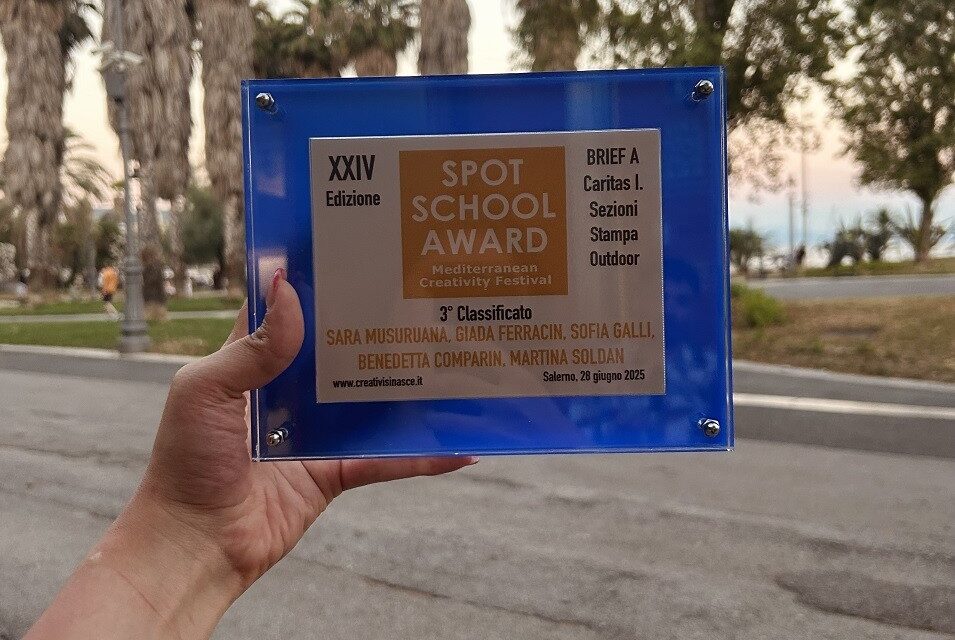 XXIV
Edizione
SPOT
SCHOOL
AWARD
Mediterranean
Creativity Festival
BRIEF A
Caritas I.
Sezioni
Stampa
Outdoor
3° Classificato
SARA MUSURUANA, GIADA FERRACIN, SOFIA GALLI,
BENEDETTA COMPARIN, MARTINA SOLDAN
www.creativisinasce.it
Salerno, 28 giugno 2025